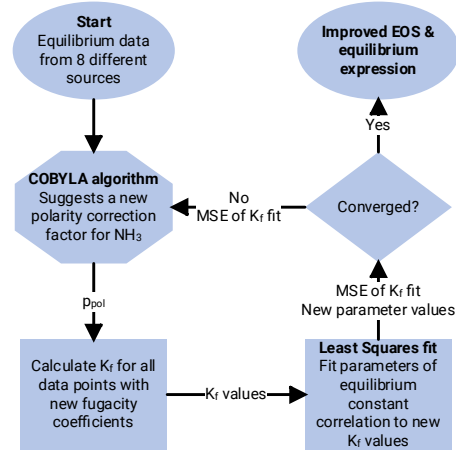 Start
Equilibrium data
from 8 different
sources
Improved EOS &
equilibrium
expression
Yes
COBYLA algorithm
Suggests a new
polarity correction
factor for NH₃
No
MSE of Kf fit
Converged?
ppol
MSE of Kf fit
New parameter values
Calculate Kf for all
data points with
new fugacity
coefficients
Kf values
Least Squares fit
Fit parameters of
equilibrium
constant
correlation to new
Kf values